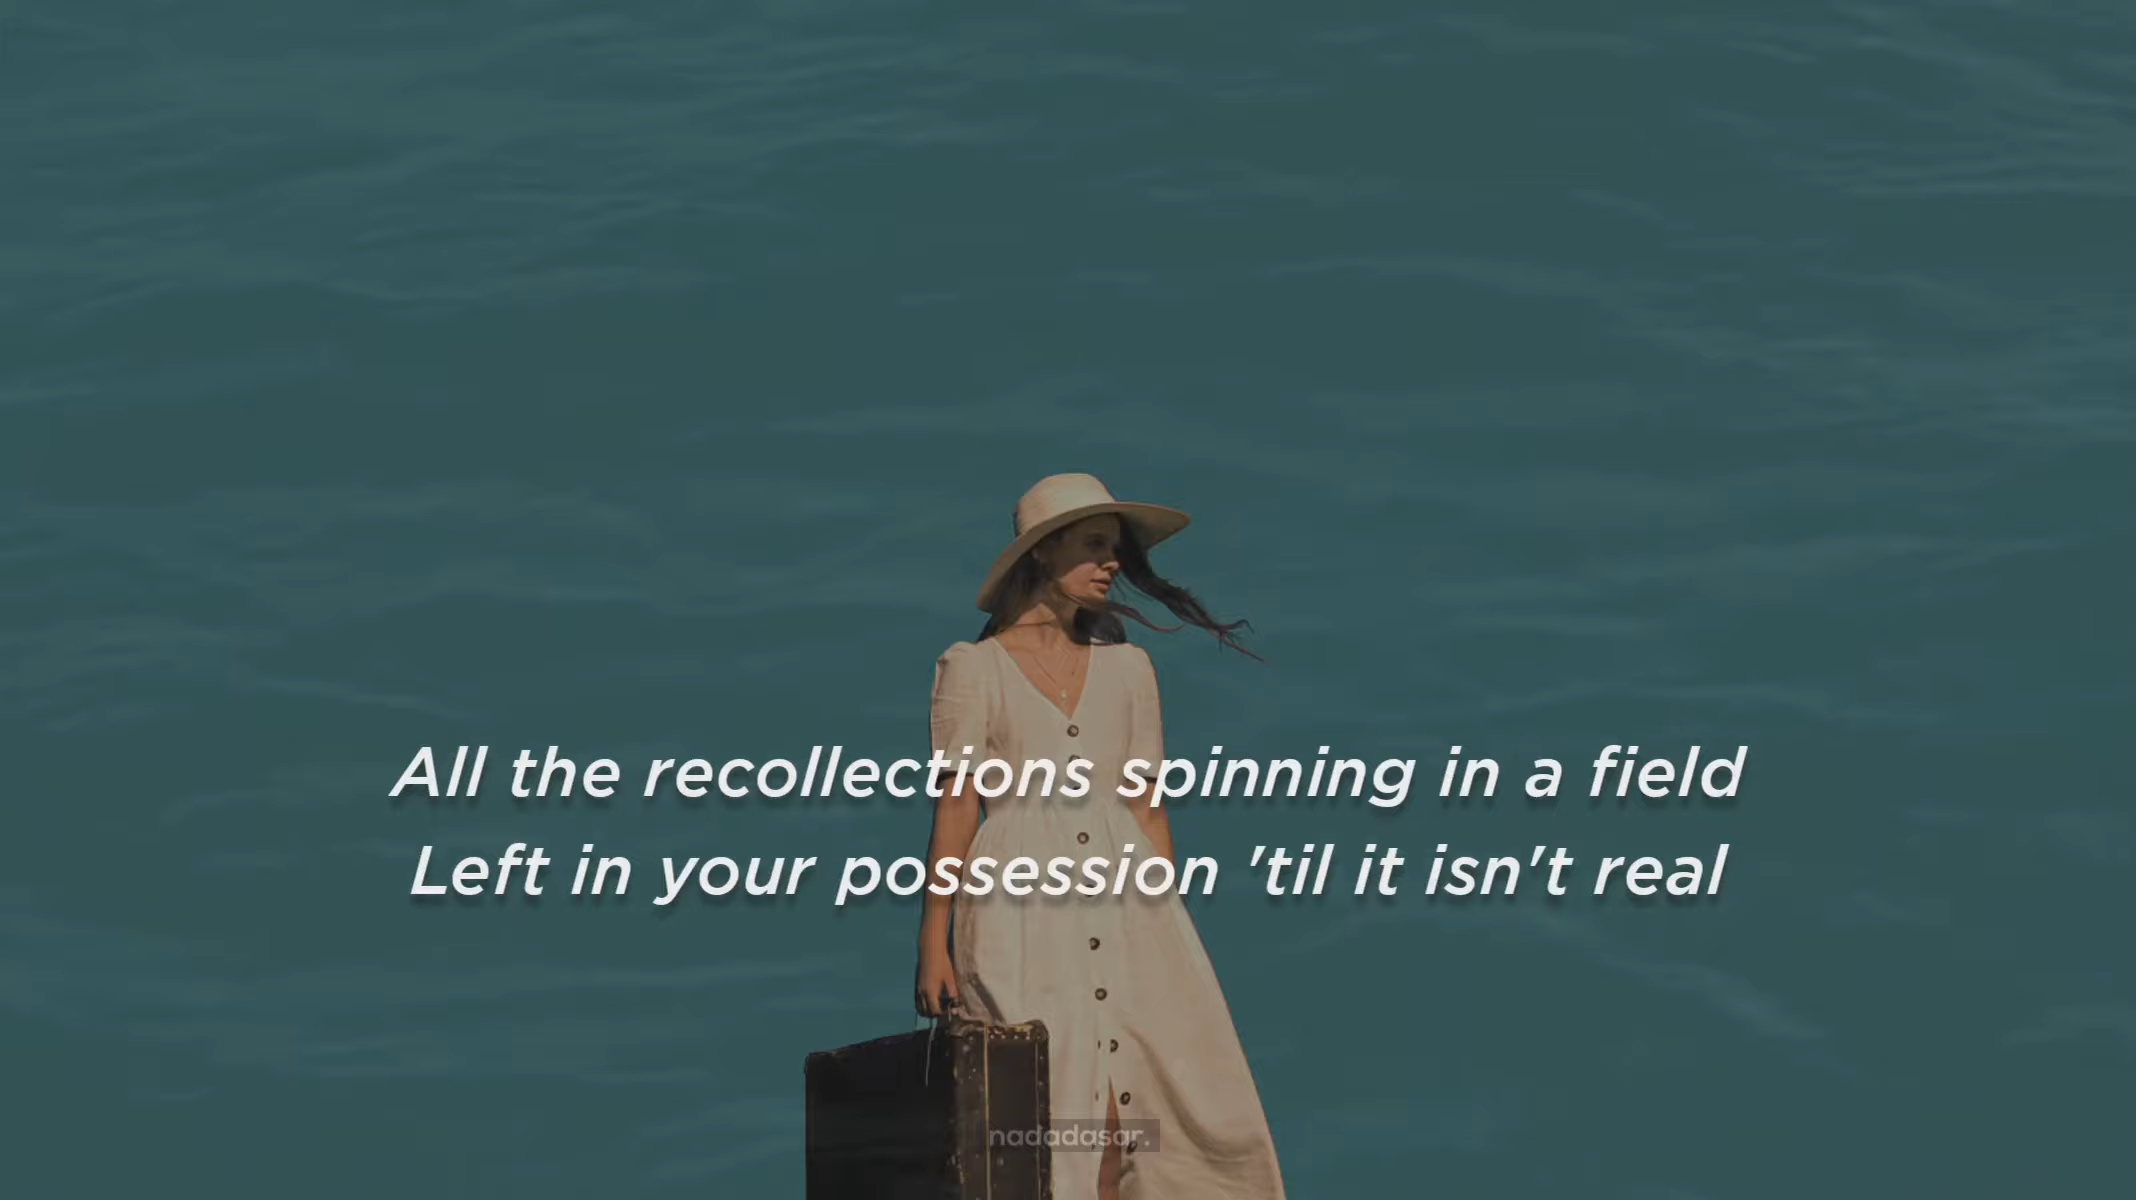 All the recollections spinning in a field
Left in your possession 'til it isn't real
nadadasar.